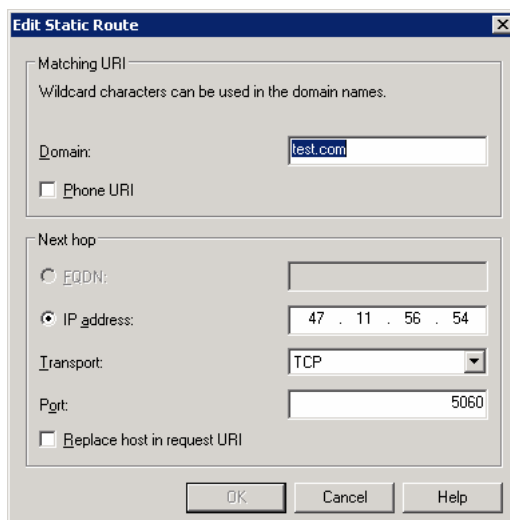 Edit Static Route
Matching URI
Wildcard characters can be used in the domain names.
Domain: test.com
Phone URI
Next hop
FQDN:
IP address: 47 . 11 . 56 . 54
Transport: TCP
Port: 5060
Replace host in request URI
OK Cancel Help